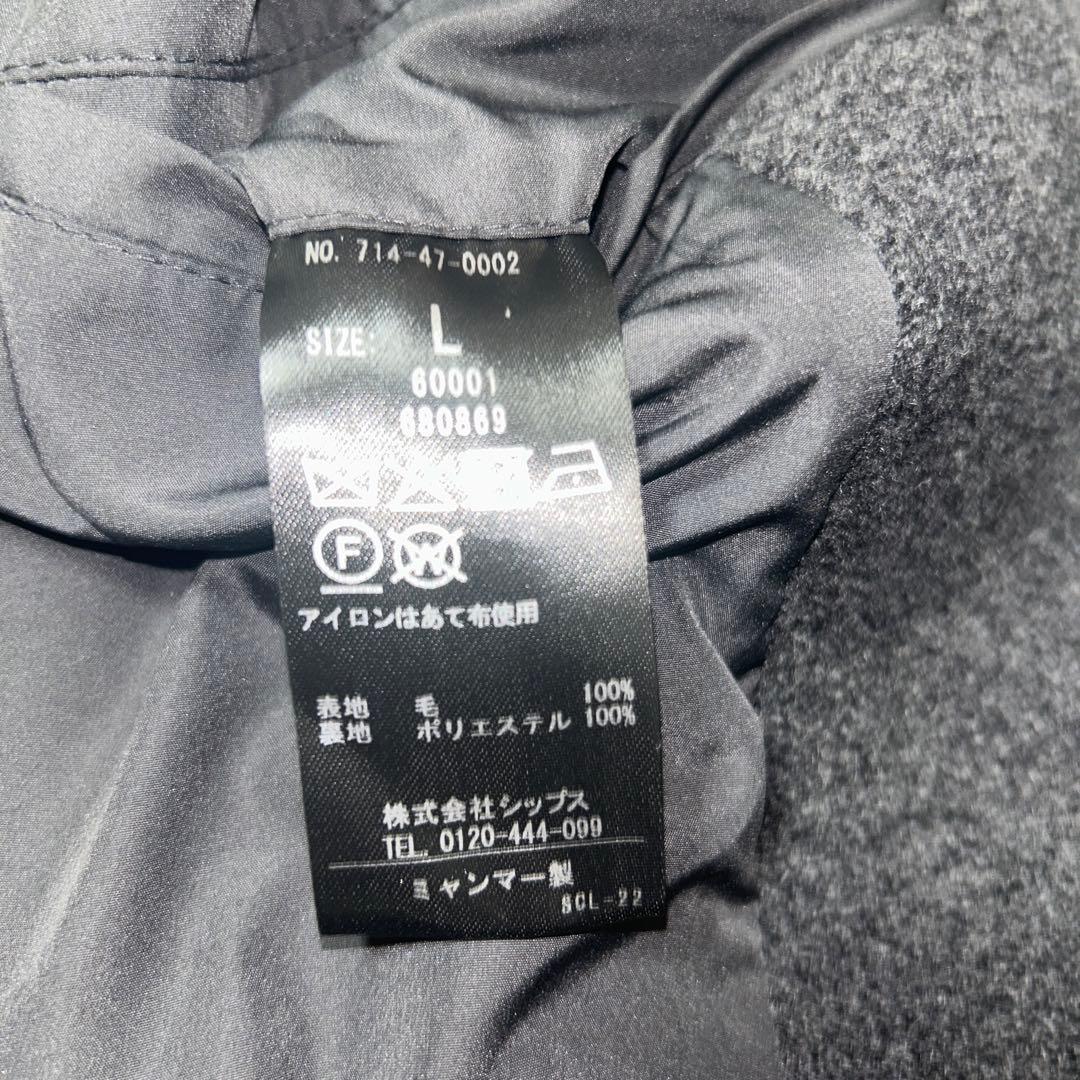 NO. 714-47-0002
SIZE: L
60001
680869
F W
アイロンはあて布使用
表地 毛 100%
裏地 ポリエステル 100%
株式会社シップス
TEL. 0120-444-099
ミャンマー製
SCL-22